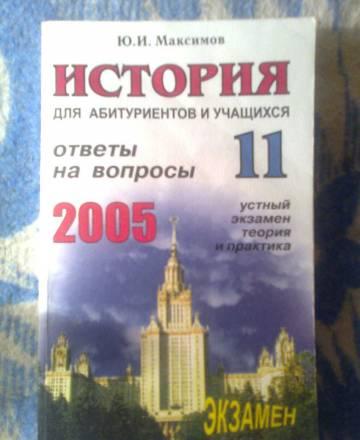 Ю.И. Максимов
ИСТОРИЯ
ДЛЯ АБИТУРИЕНТОВ И УЧАЩИХСЯ
ответы
на вопросы
11
2005
устный
экзамен
теория
и практика
ЭКЗАМЕН